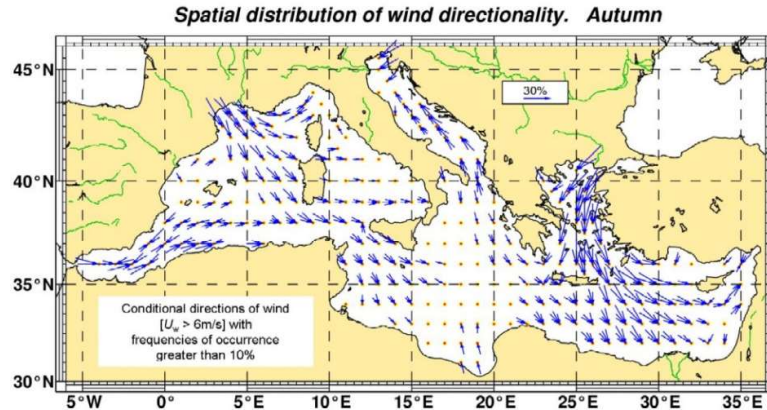 Spatial distribution of wind directionality. Autumn
45°N
30%
40°N
35°N
Conditional directions of wind
[Uw > 6m/s] with
frequencies of occurrence
greater than 10%
30°N
5°W 0° 5°E 10°E 15°E 20°E 25°E 30°E 35°E